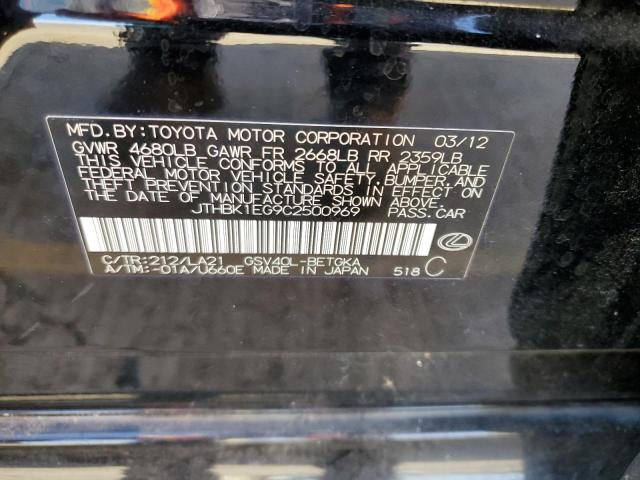 MFD.BY:TOYOTA MOTOR CORPORATION 03/12
GVWR 4680LB GAWR FR 2668LB RR 2359LB
THIS VEHICLE CONFORMS TO ALL APPLICABLE
FEDERAL MOTOR VEHICLE SAFETY,BUMPER, AND
THEFT PREVENTION STANDARDS IN EFFECT ON
THE DATE OF MANUFACTURE SHOWN ABOVE.
JTHBK1EG9C2500969 PASS.CAR
C/TR:212/LA21 GSV40L-BETGKA
A/TM:-01A/U660E MADE IN JAPAN 518 C